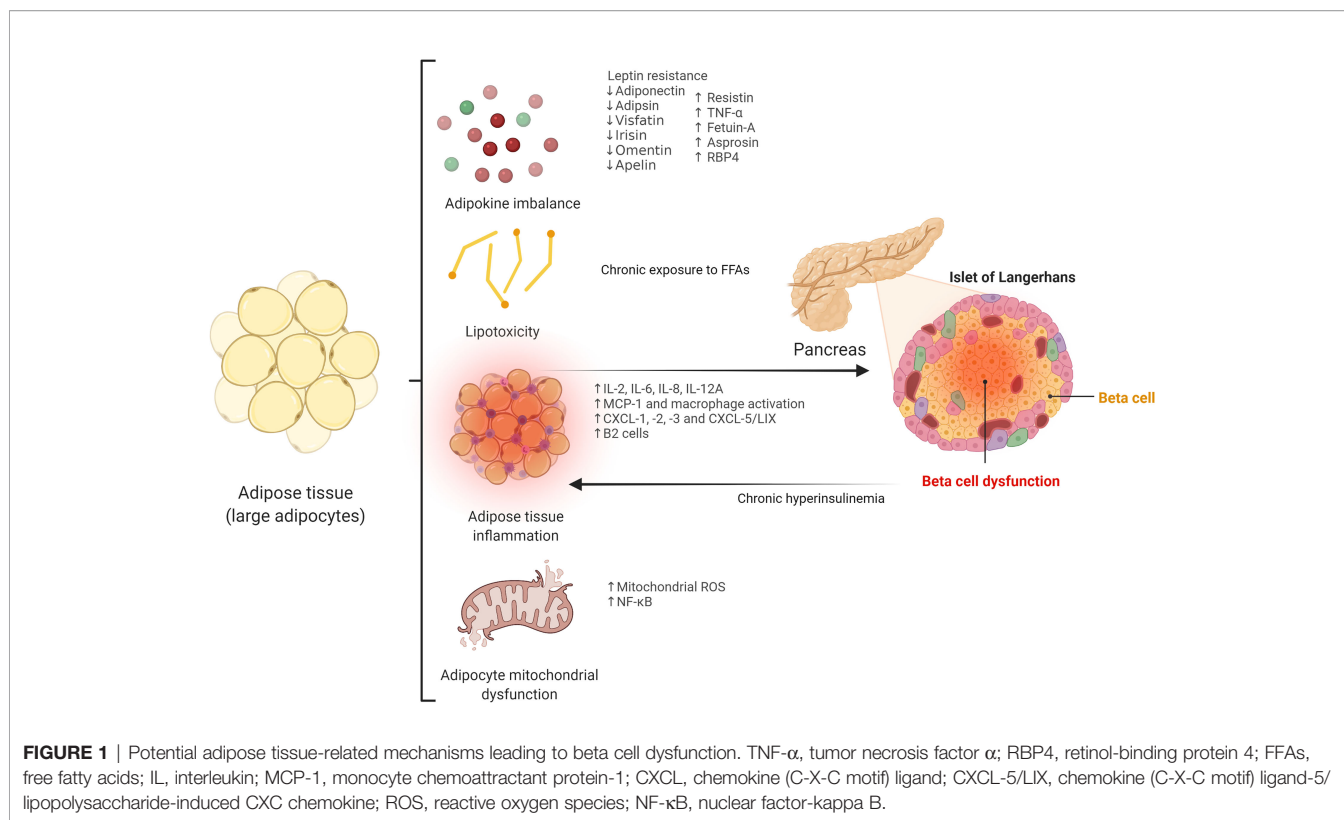 Leptin resistance
↓Adiponectin
↓Adipsin
↓Visfatin
↓Irisin
↓Omentin
↓Apelin
↑ Resistin
↑ TNF-α
↑ Fetuin-A
↑ Asprosin
↑ RBP4
Adipokine imbalance
Chronic exposure to FFAs
Lipotoxicity
Islet of Langerhans
Pancreas
↑IL-2, IL-6, IL-8, IL-12A
↑MCP-1 and macrophage activation
↑CXCL-1, -2, -3 and CXCL-5/LIX
↑B2 cells
Beta cell
Beta cell dysfunction
Chronic hyperinsulinemia
Adipose tissue
(large adipocytes)
Adipose tissue
inflammation
↑Mitochondrial ROS
↑NF-κB
Adipocyte mitochondrial
dysfunction
FIGURE 1 | Potential adipose tissue-related mechanisms leading to beta cell dysfunction. TNF-α, tumor necrosis factor α; RBP4, retinol-binding protein 4; FFAs,
free fatty acids; IL, interleukin; MCP-1, monocyte chemoattractant protein-1; CXCL, chemokine (C-X-C motif) ligand; CXCL-5/LIX, chemokine (C-X-C motif) ligand-5/
lipopolysaccharide-induced CXC chemokine; ROS, reactive oxygen species; NF-κB, nuclear factor-kappa B.